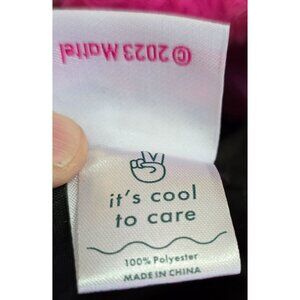 © 2023 Mattel
it's cool
to care
100% Polyester
MADE IN CHINA